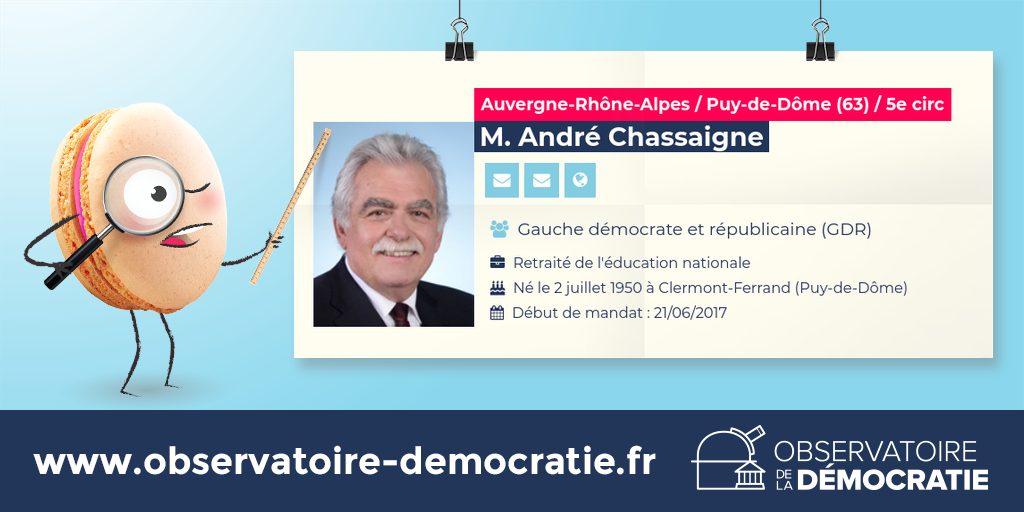 Auvergne-Rhône-Alpes / Puy-de-Dôme (63) / 5e circ
M. André Chassaigne
Gauche démocrate et républicaine (GDR)
Retraité de l'éducation nationale
Né le 2 juillet 1950 à Clermont-Ferrand (Puy-de-Dôme)
Début de mandat : 21/06/2017
www.observatoire-democratie.fr
OBSERVATOIRE
DE LA DÉMOCRATIE